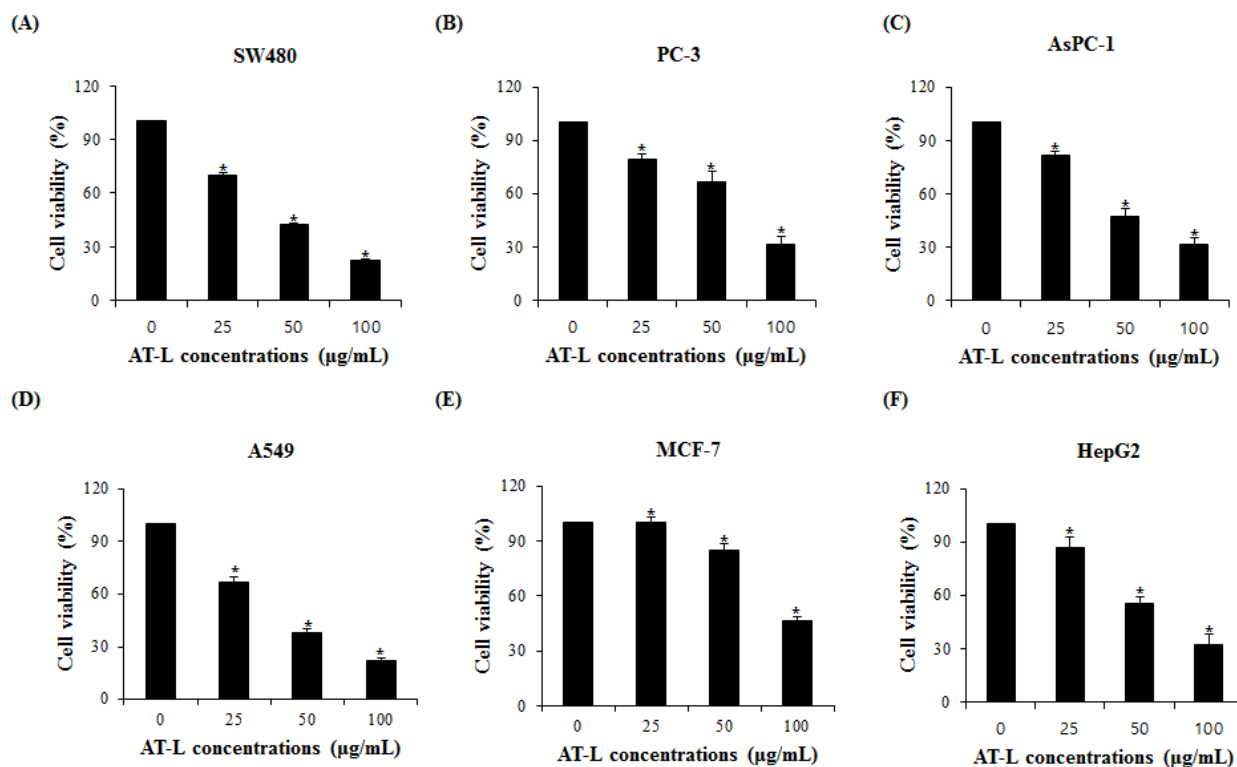 (A)
SW480
Cell viability (%)
120
90
60
30
0
* * *
0 25 50 100
AT-L concentrations (μg/mL)
(B)
PC-3
Cell viability (%)
120
90
60
30
0
* * *
0 25 50 100
AT-L concentrations (μg/mL)
(C)
AsPC-1
Cell viability (%)
120
90
60
30
0
* * *
0 25 50 100
AT-L concentrations (μg/mL)
(D)
A549
Cell viability (%)
120
90
60
30
0
* * *
0 25 50 100
AT-L concentrations (μg/mL)
(E)
MCF-7
Cell viability (%)
120
90
60
30
0
* * *
0 25 50 100
AT-L concentrations (μg/mL)
(F)
HepG2
Cell viability (%)
120
90
60
30
0
* * *
0 25 50 100
AT-L concentrations (μg/mL)